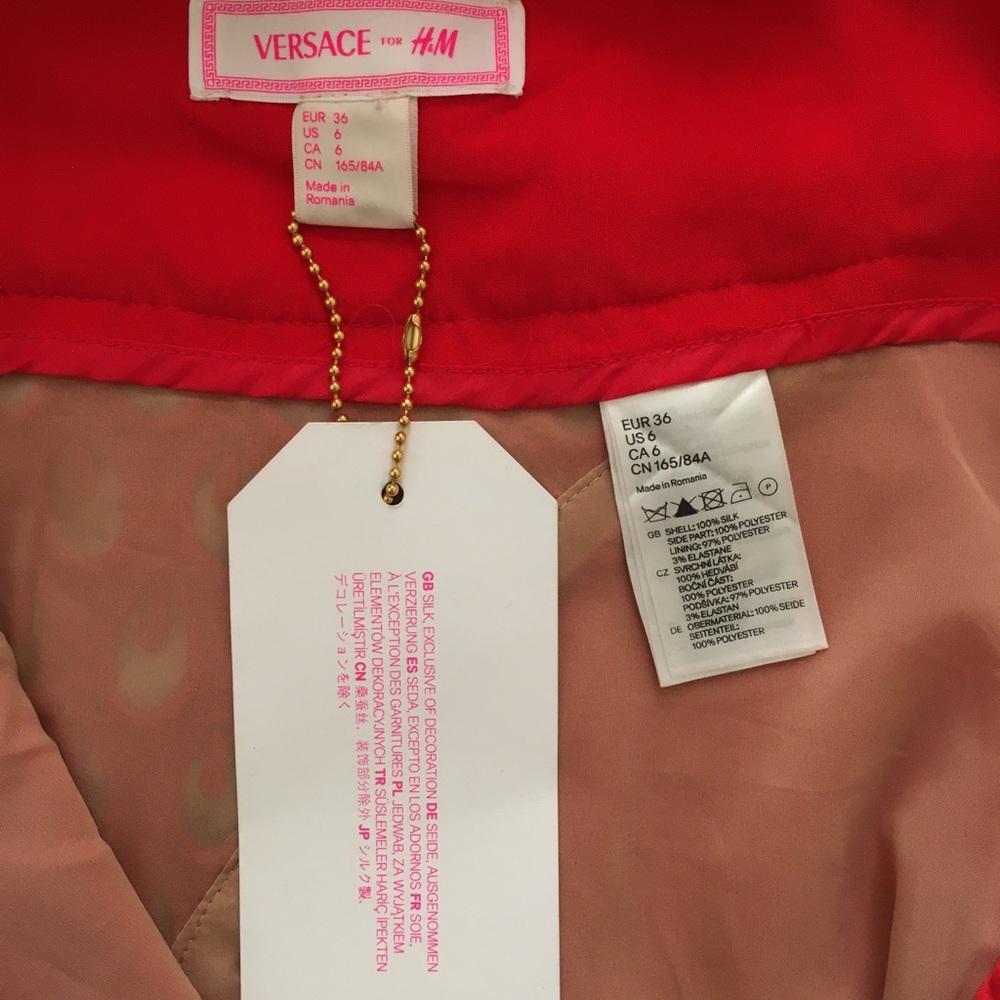 VERSACE FOR H&M
EUR 36
US 6
CA 6
CN 165/84A
Made in
Romania
EUR 36
US 6
CA 6
CN 165/84A
Made in Romania
P
GB SHELL: 100% SILK
SIDE PART: 100% POLYESTER
LINING: 97% POLYESTER
3% ELASTANE
CZ SVRCHNÍ LÁTKA:
100% HEDVÁBÍ
BOČNÍ ČÁST:
100% POLYESTER
PODŠÍVKA: 97% POLYESTER
3% ELASTAN
DE OBERMATERIAL: 100% SEIDE
SEITENTEIL:
100% POLYESTER
GB SILK, EXCLUSIVE OF DECORATION DE SEIDE, AUSGENOMMEN
VERZIERUNG ES SEDA, EXCEPTO EN LOS ADORNOS FR SOIE,
À L'EXCEPTION DES GARNITURES PL JEDWAB, ZA WYJĄTKIEM
ELEMENTÓW DEKORACYJNYCH TR SÜSLEMELER HARİÇ İPEKTEN
ÜRETİLMİŞTİR CN 桑蚕丝，装饰部分除外 JP シルク製、
デコレーションを除く